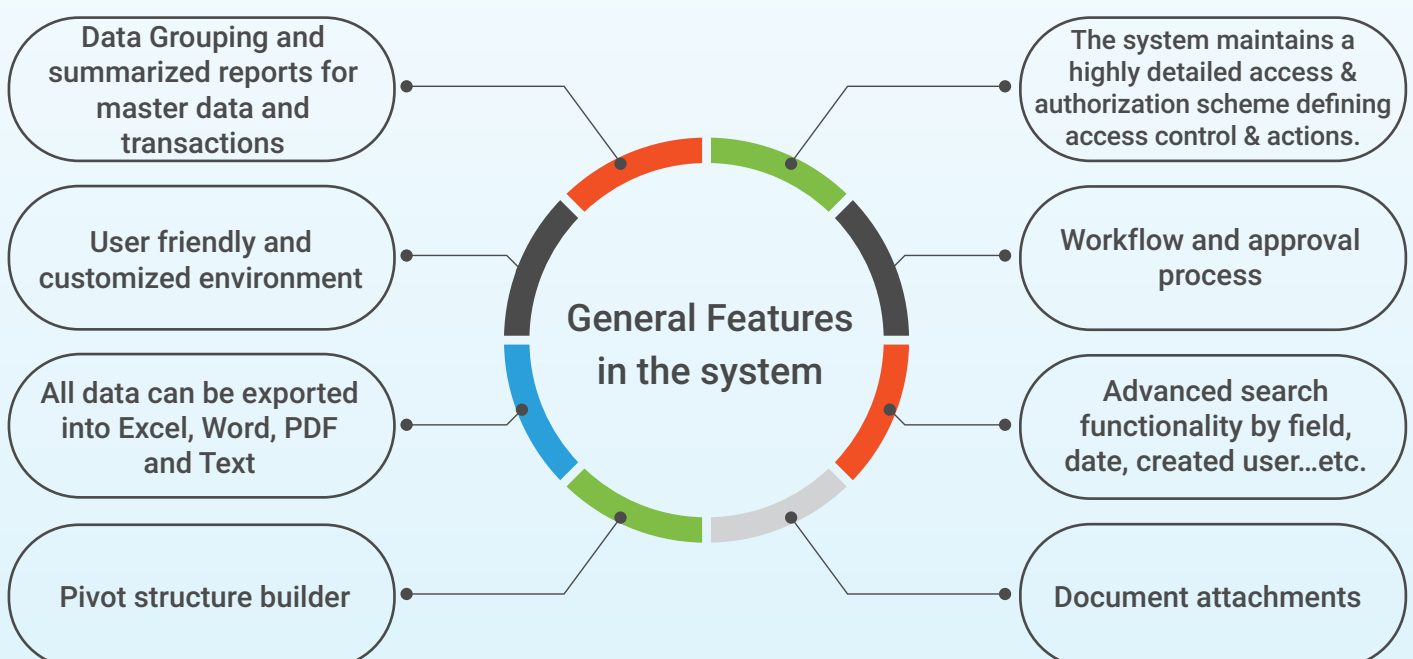 Data Grouping and
summarized reports for
master data and
transactions
User friendly and
customized environment
All data can be exported
into Excel, Word, PDF
and Text
Pivot structure builder
General Features
in the system
The system maintains a
highly detailed access &
authorization scheme defining
access control & actions.
Workflow and approval
process
Advanced search
functionality by field,
date, created user...etc.
Document attachments